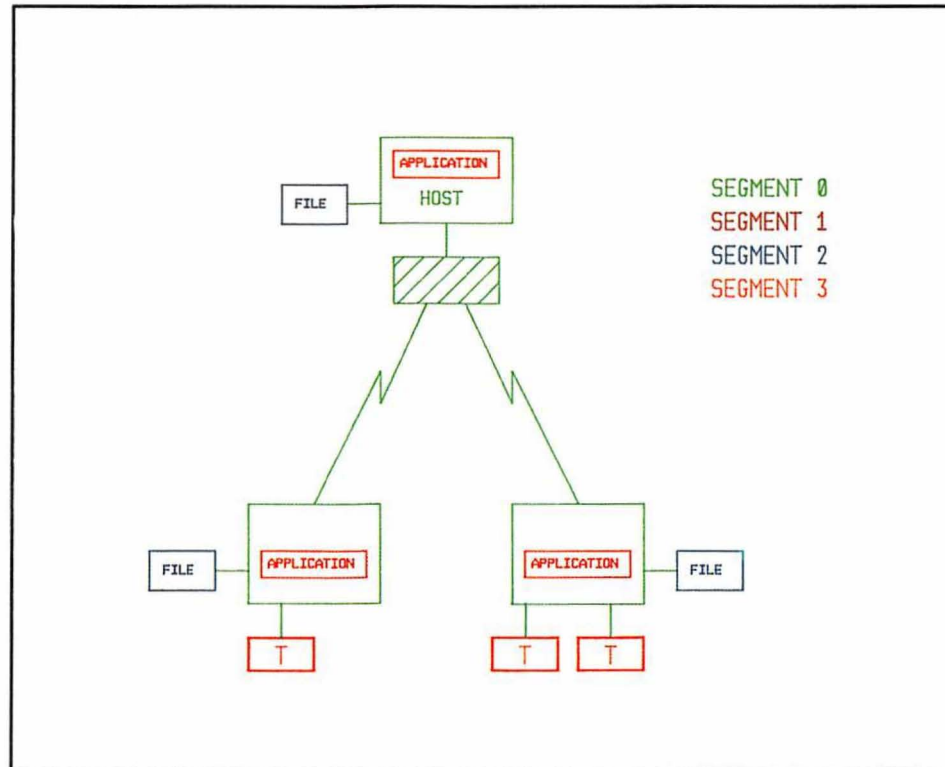 APPLICATION
HOST
FILE
SEGMENT 0
SEGMENT 1
SEGMENT 2
SEGMENT 3
APPLICATION
FILE
T
APPLICATION
FILE
T
T